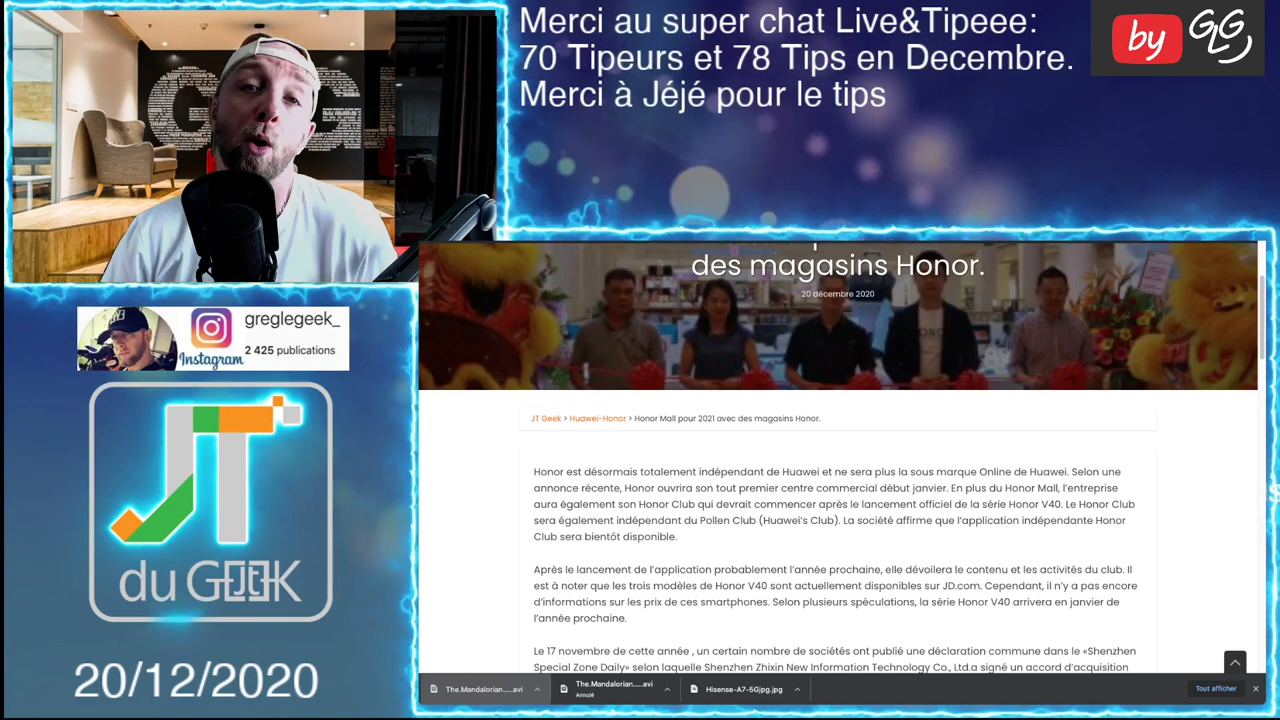 Merci au super chat Live&Tipeee:
70 Tipeurs et 78 Tips en Decembre.
Merci à Jéjé pour le tips
by GLG
greglegeek_
Instagram
2 425 publications
JT
du GEEK
20/12/2020
des magasins Honor.
20 décembre 2020
JT Geek > Huawei-Honor > Honor Mall pour 2021 avec des magasins Honor.
Honor est désormais totalement indépendant de Huawei et ne sera plus la sous marque Online de Huawei. Selon une
annonce récente, Honor ouvrira son tout premier centre commercial début janvier. En plus du Honor Mall, l’entreprise
aura également son Honor Club qui devrait commencer après le lancement officiel de la série Honor V40. Le Honor Club
sera également indépendant du Pollen Club (Huawei’s Club). La société affirme que l’application indépendante Honor
Club sera bientôt disponible.
Après le lancement de l’application probablement l’année prochaine, elle dévoilera le contenu et les activités du club. Il
est à noter que les trois modèles de Honor V40 sont actuellement disponibles sur JD.com. Cependant, il n’y a pas encore
d’informations sur les prix de ces smartphones. Selon plusieurs spéculations, la série Honor V40 arrivera en janvier de
l’année prochaine.
Le 17 novembre de cette année , un certain nombre de sociétés ont publié une déclaration commune dans le «Shenzhen
Special Zone Daily» selon laquelle Shenzhen Zhixin New Information Technology Co., Ltd.a signé un accord d’acquisition
The.Mandalorian.....avi
The.Mandalorian.....avi
Annulé
Hisense-A7-5Gjpg.jpg
Tout afficher